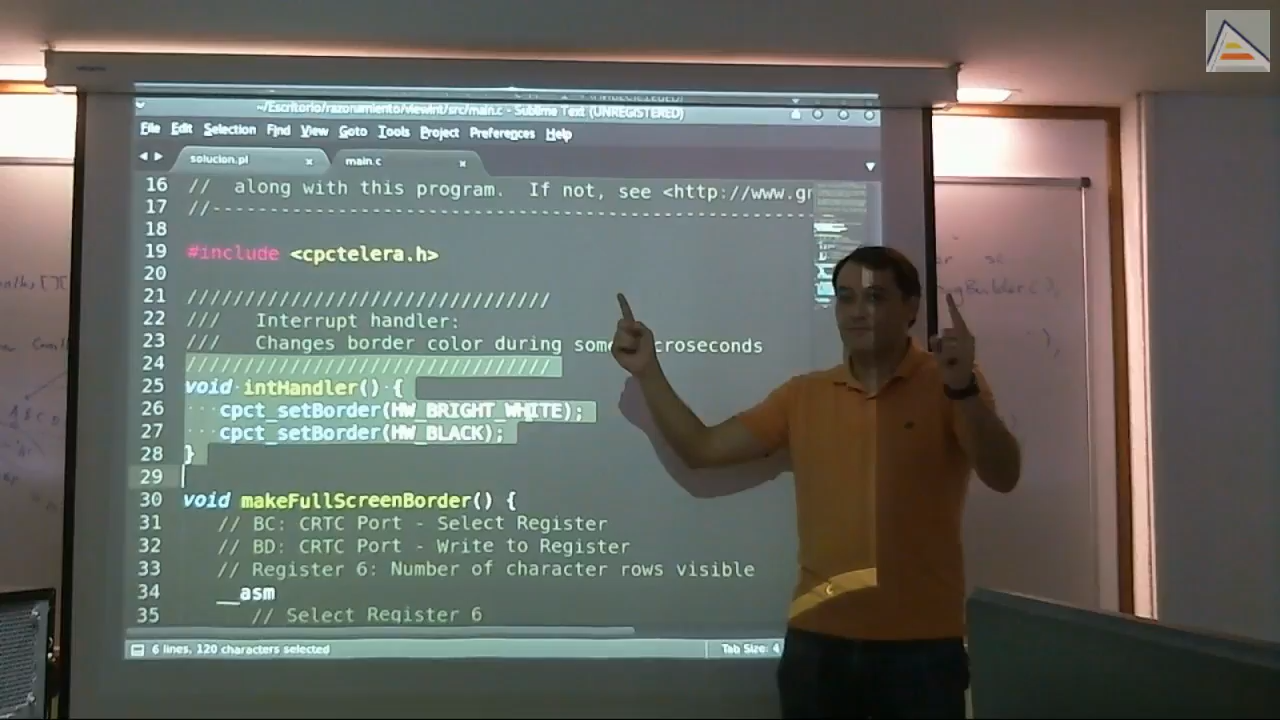 ~/Escritorio/razonamiento/viewint/src/main.c - Sublime Text (UNREGISTERED)
File Edit Selection Find View Goto Tools Project Preferences Help
solucion.pl x main.c x
16 // along with this program. If not, see <http://www.gr
17 //-------------------------------------------------------
18
19 #include <cpctelera.h>
20
21 ////////////////////////////////
22 /// Interrupt handler:
23 /// Changes border color during some croseconds
24 ////////////////////////////////
25 void intHandler() {
26 cpct_setBorder(HW_BRIGHT_WHITE);
27 cpct_setBorder(HW_BLACK);
28 }
29
30 void makeFullScreenBorder() {
31 // BC: CRTC Port - Select Register
32 // BD: CRTC Port - Write to Register
33 // Register 6: Number of character rows visible
34 __asm
35 // Select Register 6
6 lines, 120 characters selected Tab Size: 4